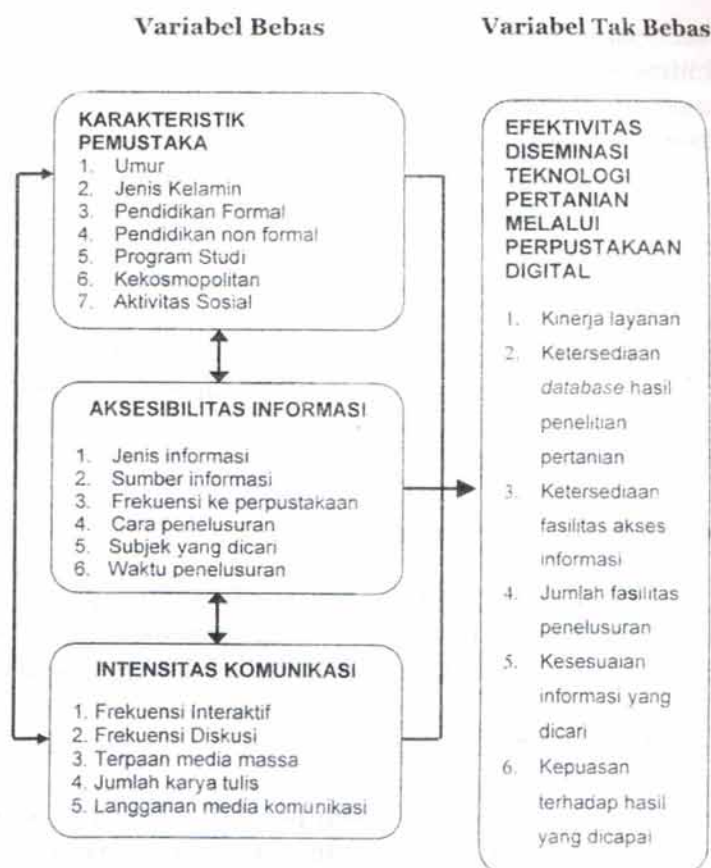 Variabel Bebas
Variabel Tak Bebas
KARAKTERISTIK
PEMUSTAKA
1. Umur
2. Jenis Kelamin
3. Pendidikan Formal
4. Pendidikan non formal
5. Program Studi
6. Kekosmopolitan
7. Aktivitas Sosial
AKSESIBILITAS INFORMASI
1. Jenis informasi
2. Sumber informasi
3. Frekuensi ke perpustakaan
4. Cara penelusuran
5. Subjek yang dicari
6. Waktu penelusuran
INTENSITAS KOMUNIKASI
1. Frekuensi Interaktif
2. Frekuensi Diskusi
3. Terpaan media massa
4. Jumlah karya tulis
5. Langganan media komunikasi
EFEKTIVITAS
DISEMINASI
TEKNOLOGI
PERTANIAN
MELALUI
PERPUSTAKAAN
DIGITAL
1. Kinerja layanan
2. Ketersediaan
database hasil
penelitian
pertanian
3. Ketersediaan
fasilitas akses
informasi
4. Jumlah fasilitas
penelusuran
5. Kesesuaian
informasi yang
dicari
6. Kepuasan
terhadap hasil
yang dicapai